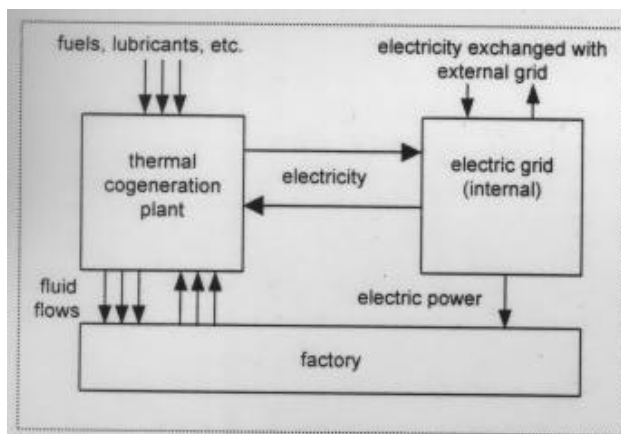 fuels, lubricants, etc.
electricity exchanged with
external grid
thermal
cogeneration
plant
electricity
electric grid
(internal)
fluid
flows
electric power
factory